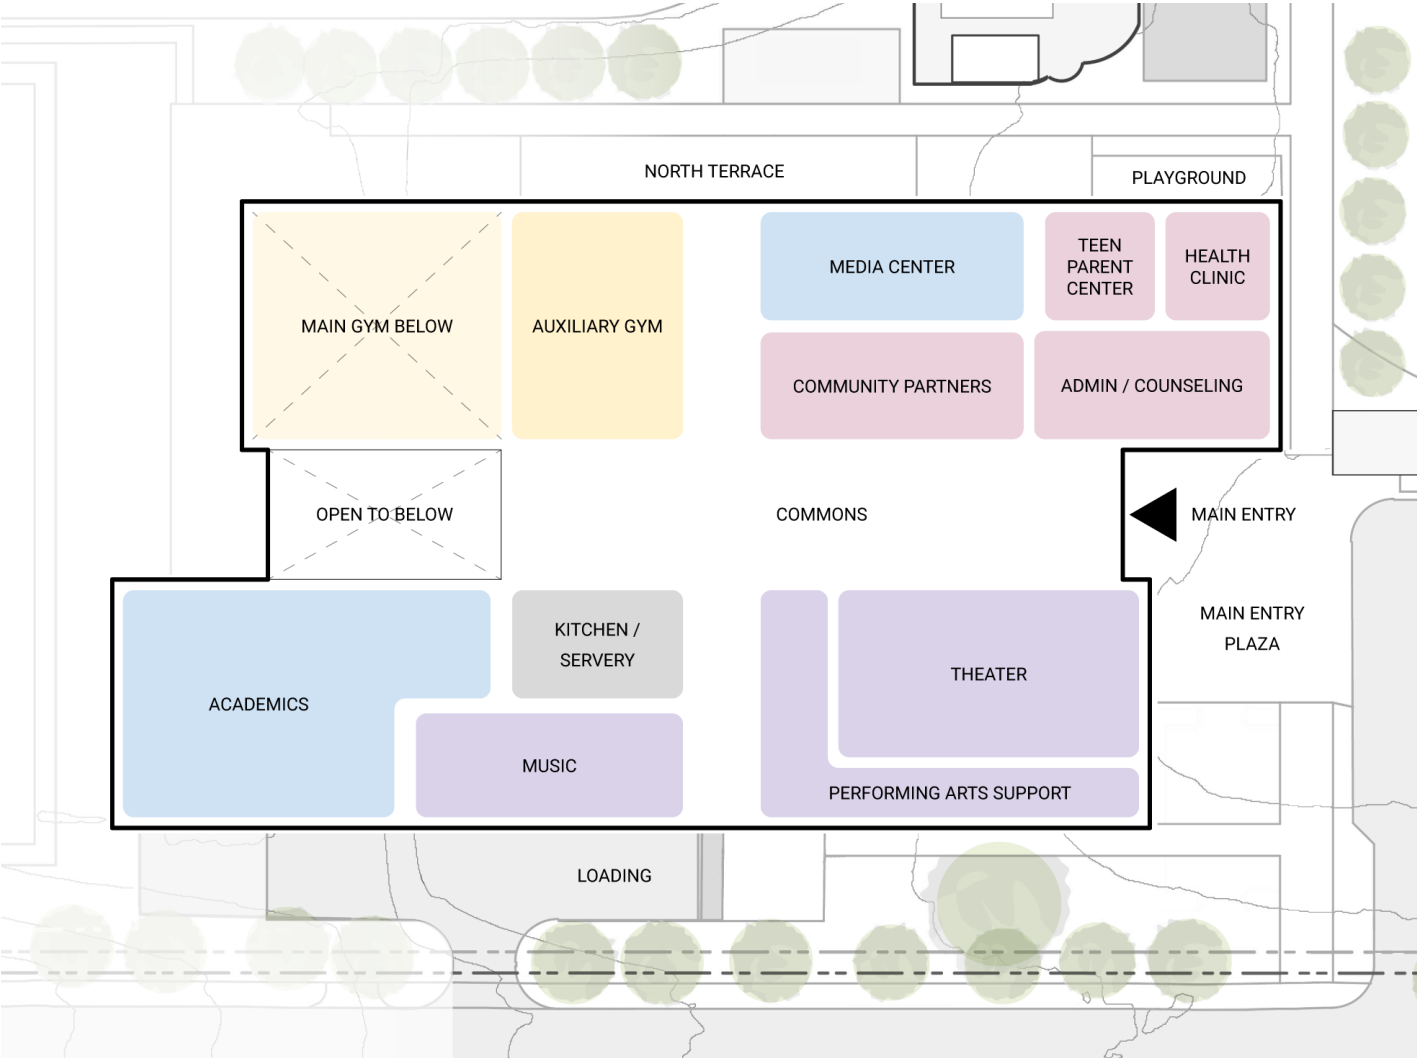 NORTH TERRACE
PLAYGROUND
MEDIA CENTER
TEEN
PARENT
CENTER
HEALTH
CLINIC
MAIN GYM BELOW
AUXILIARY GYM
COMMUNITY PARTNERS
ADMIN / COUNSELING
OPEN TO BELOW
COMMONS
MAIN ENTRY
MAIN ENTRY
PLAZA
KITCHEN /
SERVERY
THEATER
ACADEMICS
MUSIC
PERFORMING ARTS SUPPORT
LOADING